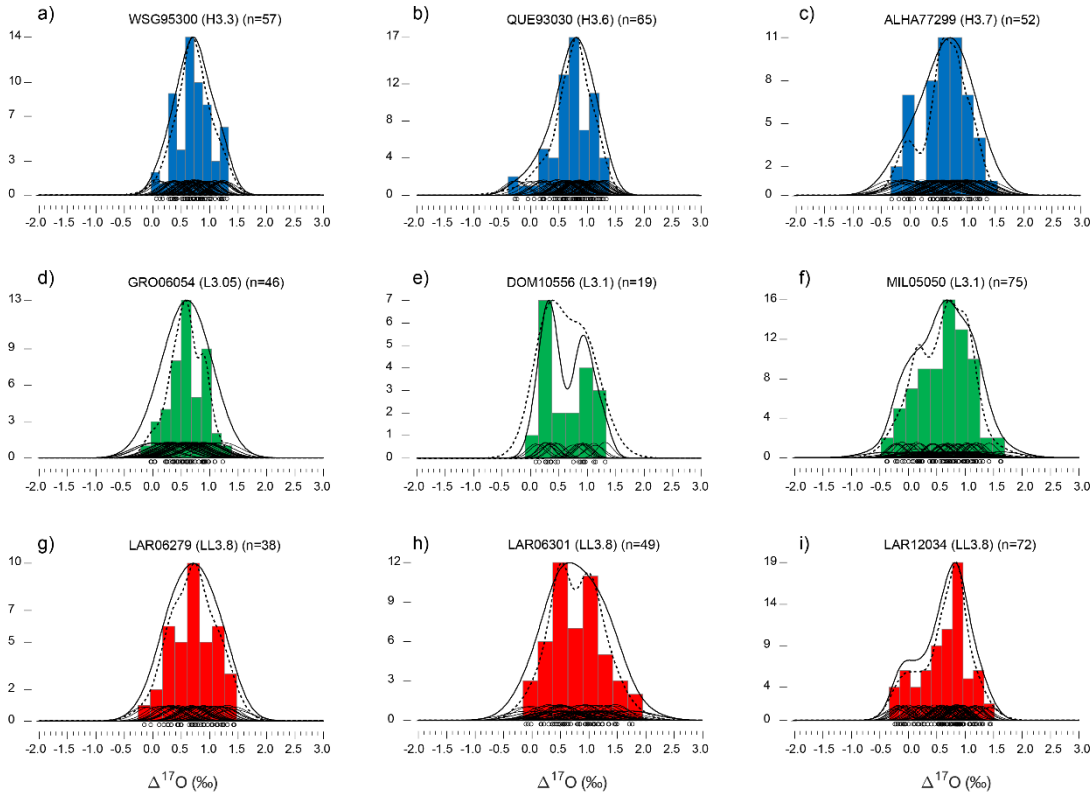 a) WSG95300 (H3.3) (n=57)
14
10
7
3
0
-2.0 -1.5 -1.0 -0.5 0.0 0.5 1.0 1.5 2.0 2.5 3.0
b) QUE93030 (H3.6) (n=65)
17
13
8
4
0
-2.0 -1.5 -1.0 -0.5 0.0 0.5 1.0 1.5 2.0 2.5 3.0
c) ALHA77299 (H3.7) (n=52)
11
8
5
2
0
-2.0 -1.5 -1.0 -0.5 0.0 0.5 1.0 1.5 2.0 2.5 3.0
d) GRO06054 (L3.05) (n=46)
13
9
6
3
0
-2.0 -1.5 -1.0 -0.5 0.0 0.5 1.0 1.5 2.0 2.5 3.0
e) DOM10556 (L3.1) (n=19)
7
6
5
4
3
2
1
0
-2.0 -1.5 -1.0 -0.5 0.0 0.5 1.0 1.5 2.0 2.5 3.0
f) MIL05050 (L3.1) (n=75)
16
12
8
4
0
-2.0 -1.5 -1.0 -0.5 0.0 0.5 1.0 1.5 2.0 2.5 3.0
g) LAR06279 (LL3.8) (n=38)
10
7
5
2
0
-2.0 -1.5 -1.0 -0.5 0.0 0.5 1.0 1.5 2.0 2.5 3.0
Δ¹⁷O (‰)
h) LAR06301 (LL3.8) (n=49)
12
9
6
3
0
-2.0 -1.5 -1.0 -0.5 0.0 0.5 1.0 1.5 2.0 2.5 3.0
Δ¹⁷O (‰)
i) LAR12034 (LL3.8) (n=72)
19
14
9
4
0
-2.0 -1.5 -1.0 -0.5 0.0 0.5 1.0 1.5 2.0 2.5 3.0
Δ¹⁷O (‰)